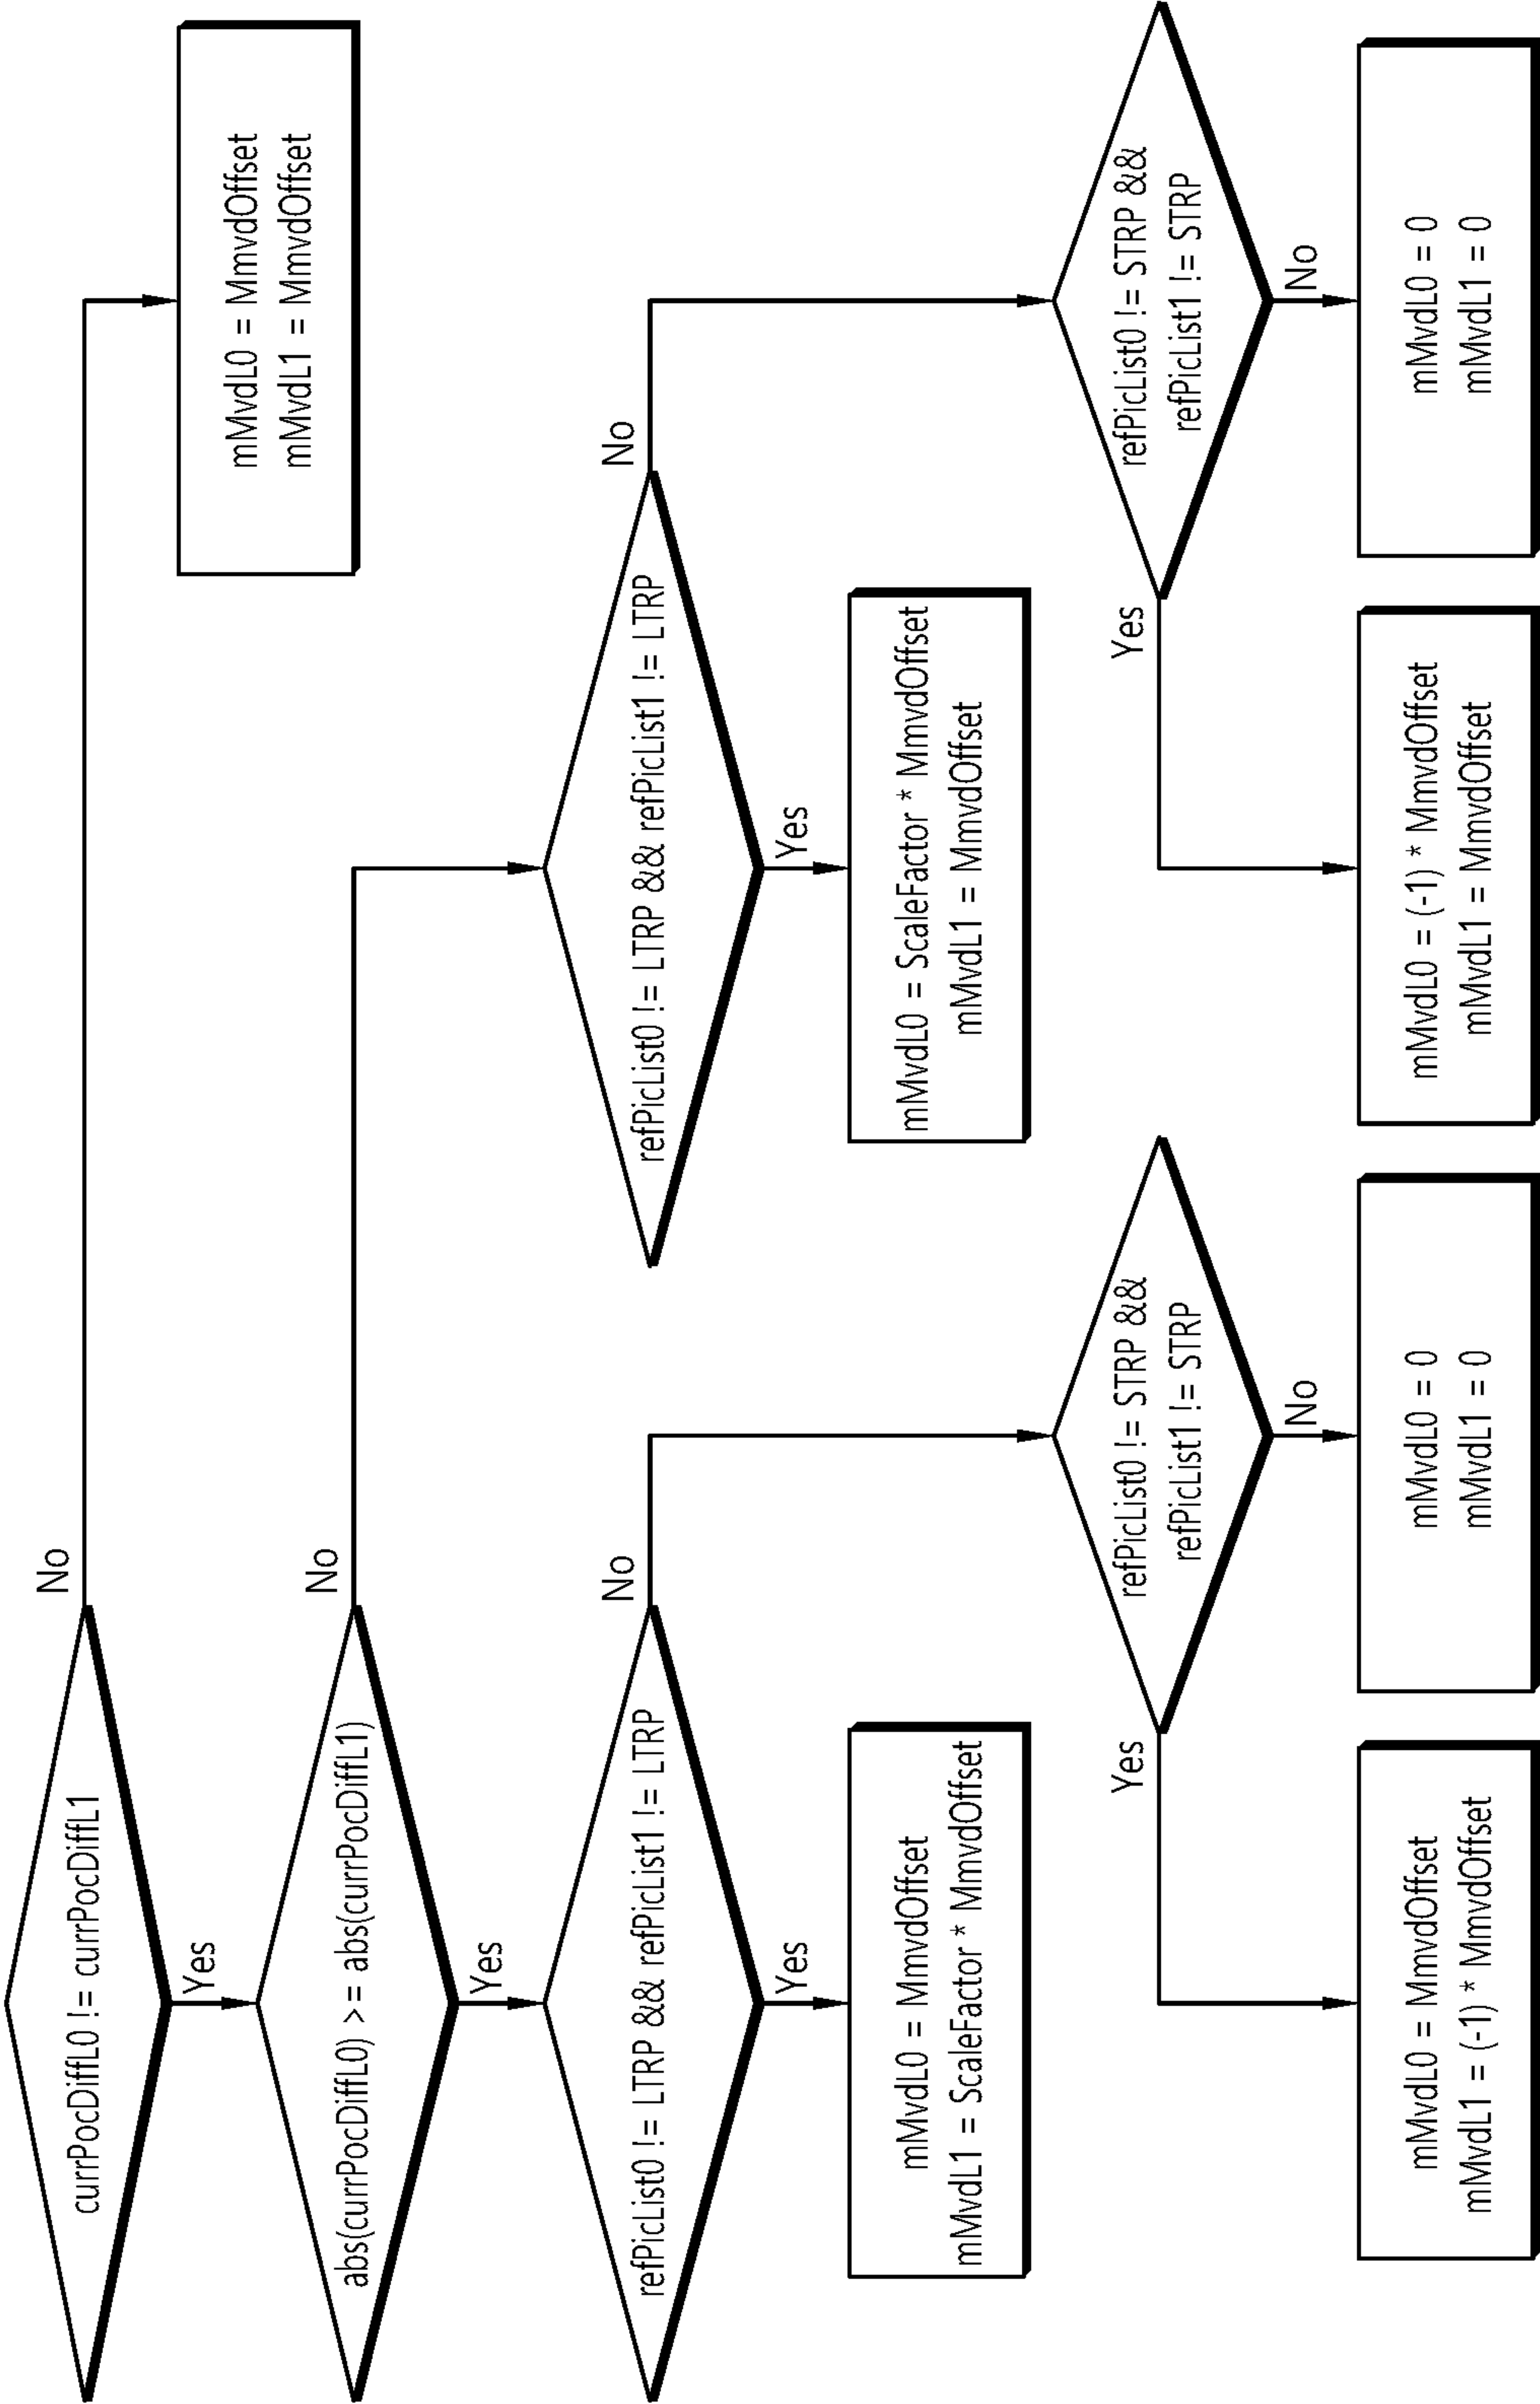 currPocDiffL0 != currPocDiffL1
No
Yes
mMvdL0 = MmvdOffset
mMvdL1 = MmvdOffset
abs(currPocDiffL0) >= abs(currPocDiffL1)
No
Yes
refPicList0 != LTRP && refPicList1 != LTRP
No
Yes
refPicList0 != LTRP && refPicList1 != LTRP
No
Yes
mMvdL0 = MmvdOffset
mMvdL1 = ScaleFactor * MmvdOffset
mMvdL0 = ScaleFactor * MmvdOffset
mMvdL1 = MmvdOffset
Yes
refPicList0 != STRP &&
refPicList1 != STRP
No
Yes
refPicList0 != STRP &&
refPicList1 != STRP
No
mMvdL0 = MmvdOffset
mMvdL1 = (-1) * MmvdOffset
mMvdL0 = 0
mMvdL1 = 0
mMvdL0 = (-1) * MmvdOffset
mMvdL1 = MmvdOffset
mMvdL0 = 0
mMvdL1 = 0